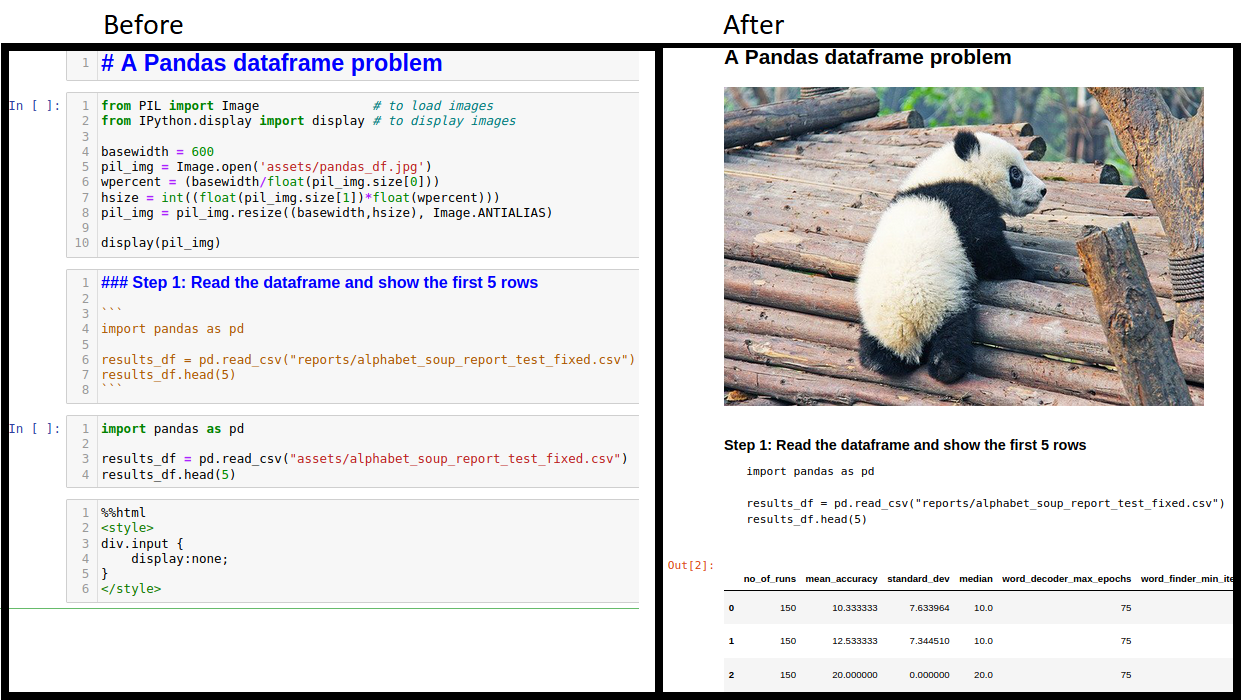 Before
1 # A Pandas dataframe problem
In [ ]:
1 from PIL import Image # to load images
2 from IPython.display import display # to display images
3
4 basewidth = 600
5 pil_img = Image.open('assets/pandas_df.jpg')
6 wpercent = (basewidth/float(pil_img.size[0]))
7 hsize = int((float(pil_img.size[1])*float(wpercent)))
8 pil_img = pil_img.resize((basewidth,hsize), Image.ANTIALIAS)
9
10 display(pil_img)
1 ### Step 1: Read the dataframe and show the first 5 rows
2
3 ```
4 import pandas as pd
5
6 results_df = pd.read_csv("reports/alphabet_soup_report_test_fixed.csv")
7 results_df.head(5)
8 ```
In [ ]:
1 import pandas as pd
2
3 results_df = pd.read_csv("assets/alphabet_soup_report_test_fixed.csv")
4 results_df.head(5)
1 %%html
2 <style>
3 div.input {
4     display:none;
5 }
6 </style>
After
A Pandas dataframe problem
Step 1: Read the dataframe and show the first 5 rows
import pandas as pd
results_df = pd.read_csv("reports/alphabet_soup_report_test_fixed.csv")
results_df.head(5)
Out[2]:
no_of_runs mean_accuracy standard_dev median word_decoder_max_epochs word_finder_min_ite
0 150 10.333333 7.633964 10.0 75
1 150 12.533333 7.344510 10.0 75
2 150 20.000000 0.000000 20.0 75